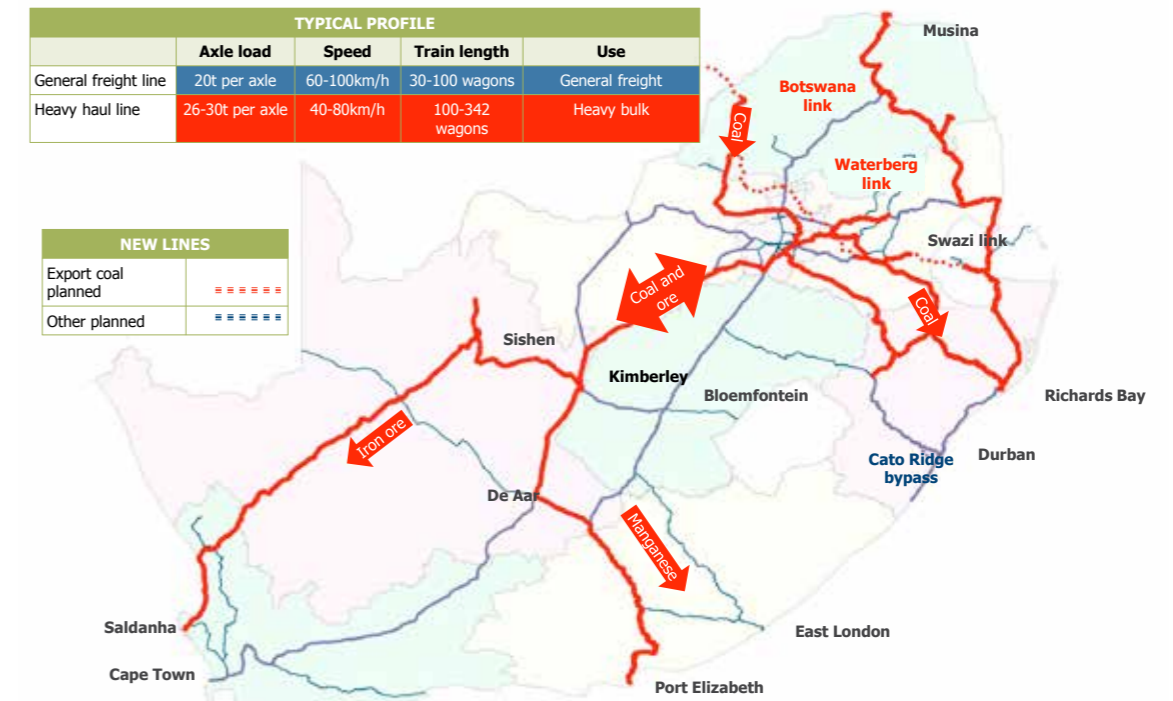 TYPICAL PROFILE
Axle load Speed Train length Use
General freight line 20t per axle 60-100km/h 30-100 wagons General freight
Heavy haul line 26-30t per axle 40-80km/h 100-342 wagons Heavy bulk
NEW LINES
Export coal planned
Other planned
Musina
Botswana
link
Coal
Waterberg
link
Swazi link
Coal and
ore
Coal
Sishen
Kimberley
Bloemfontein
Richards Bay
Iron ore
Cato Ridge
bypass
Durban
De Aar
Manganese
Saldanha
East London
Cape Town
Port Elizabeth